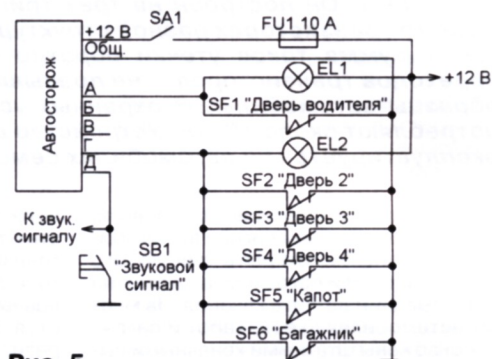 SA1
FU1 10 А
+12 В
Общ.
+12 В
Автосторож
А
Б
В
Г
Д
EL1
SF1 "Дверь водителя"
EL2
SF2 "Дверь 2"
SF3 "Дверь 3"
SF4 "Дверь 4"
SF5 "Капот"
SF6 "Багажник"
К звук.
сигналу
SB1
"Звуковой
сигнал"
Рис. 5